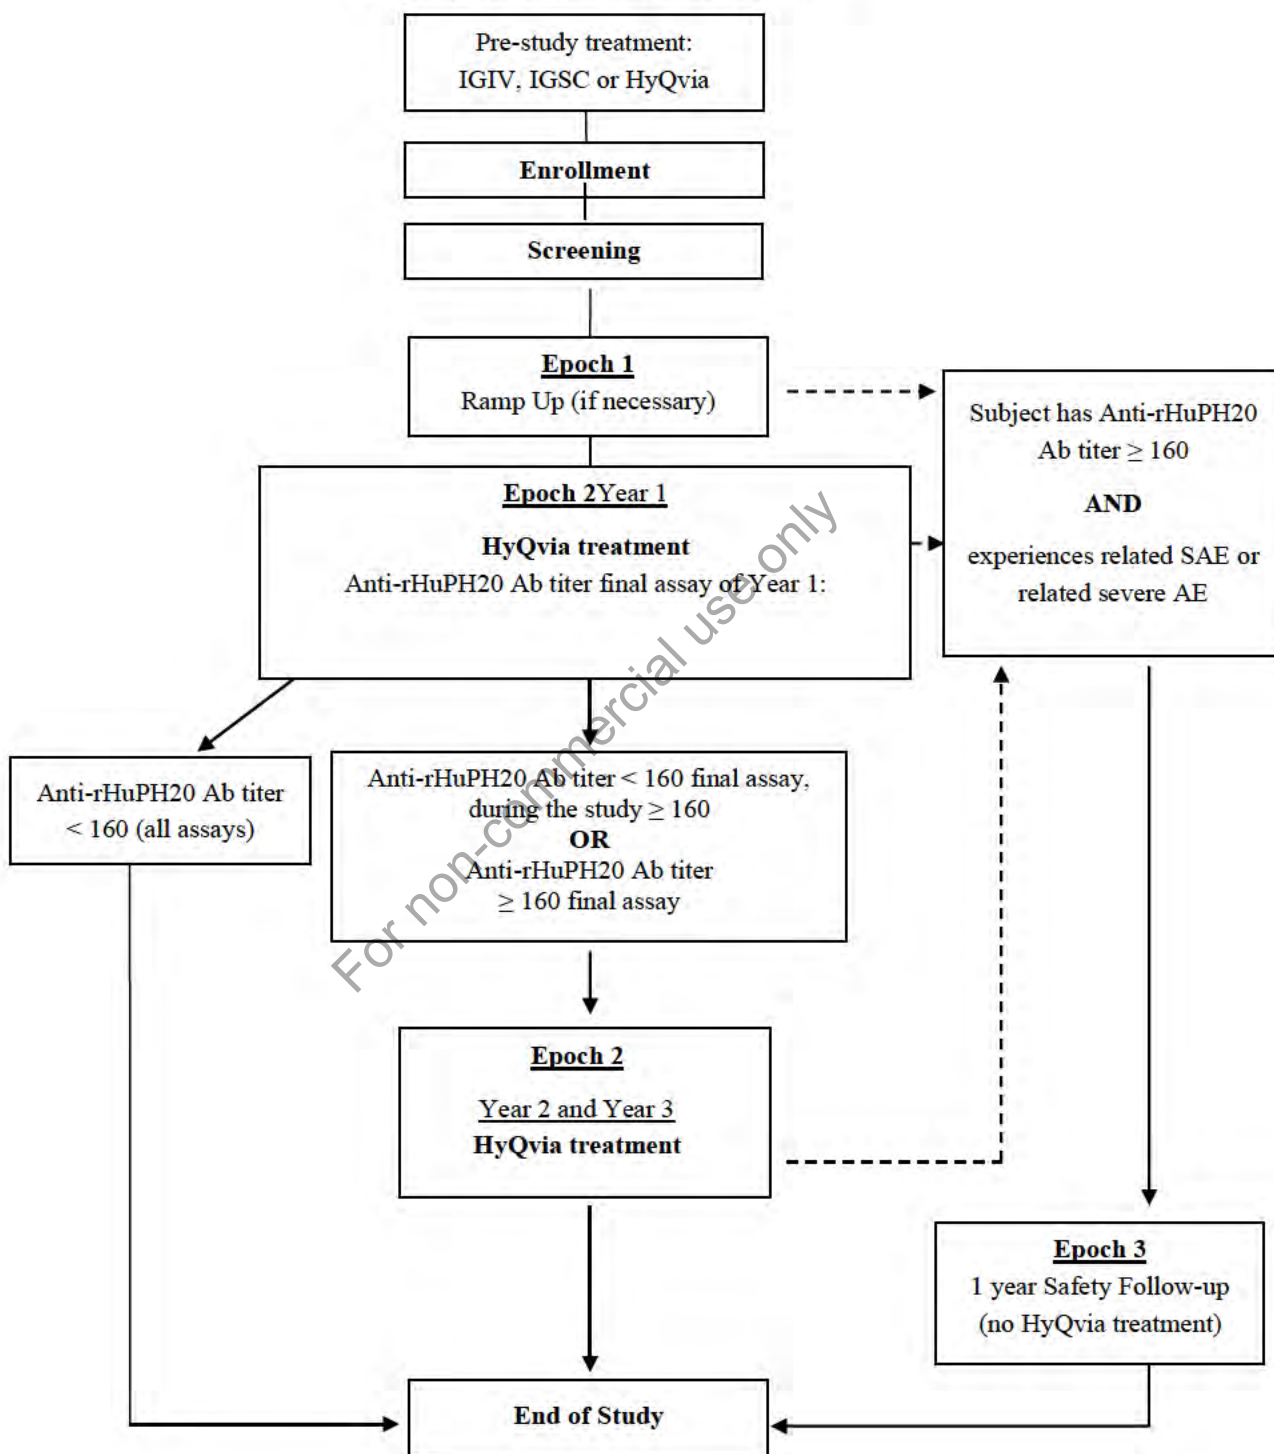 Pre-study treatment:
IGIV, IGSC or HyQvia
Enrollment
Screening
Epoch 1
Ramp Up (if necessary)
Subject has Anti-rHuPH20
Ab titer ≥ 160
AND
experiences related SAE or
related severe AE
Epoch 2Year 1
HyQvia treatment
Anti-rHuPH20 Ab titer final assay of Year 1:
Anti-rHuPH20 Ab titer
< 160 (all assays)
Anti-rHuPH20 Ab titer < 160 final assay,
during the study ≥ 160
OR
Anti-rHuPH20 Ab titer
≥ 160 final assay
Epoch 2
Year 2 and Year 3
HyQvia treatment
Epoch 3
1 year Safety Follow-up
(no HyQvia treatment)
End of Study
For non-commercial use only